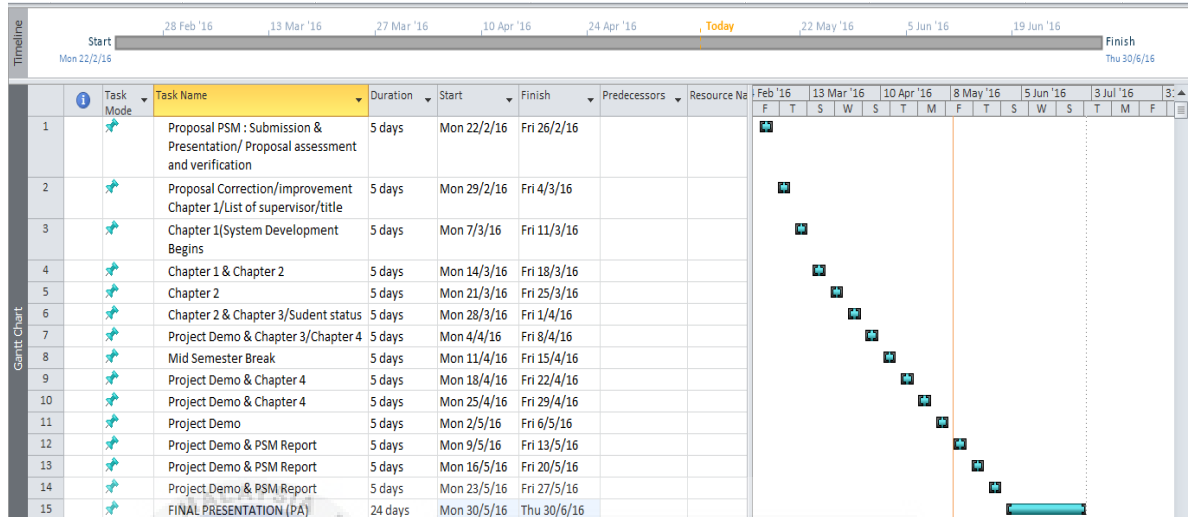 Timeline
28 Feb '16 13 Mar '16 27 Mar '16 10 Apr '16 24 Apr '16 Today 22 May '16 5 Jun '16 19 Jun '16
Start Finish
Mon 22/2/16 Thu 30/6/16
Gantt Chart
Task Mode Task Name Duration Start Finish Predecessors Resource Na Feb '16 13 Mar '16 10 Apr '16 8 May '16 5 Jun '16 3 Jul '16
F T S W S T M F T S W S T M F
1 Proposal PSM : Submission & 5 days Mon 22/2/16 Fri 26/2/16
Presentation/ Proposal assessment
and verification
2 Proposal Correction/improvement 5 days Mon 29/2/16 Fri 4/3/16
Chapter 1/List of supervisor/title
3 Chapter 1(System Development 5 days Mon 7/3/16 Fri 11/3/16
Begins
4 Chapter 1 & Chapter 2 5 days Mon 14/3/16 Fri 18/3/16
5 Chapter 2 5 days Mon 21/3/16 Fri 25/3/16
6 Chapter 2 & Chapter 3/Sudent status 5 days Mon 28/3/16 Fri 1/4/16
7 Project Demo & Chapter 3/Chapter 4 5 days Mon 4/4/16 Fri 8/4/16
8 Mid Semester Break 5 days Mon 11/4/16 Fri 15/4/16
9 Project Demo & Chapter 4 5 days Mon 18/4/16 Fri 22/4/16
10 Project Demo & Chapter 4 5 days Mon 25/4/16 Fri 29/4/16
11 Project Demo 5 days Mon 2/5/16 Fri 6/5/16
12 Project Demo & PSM Report 5 days Mon 9/5/16 Fri 13/5/16
13 Project Demo & PSM Report 5 days Mon 16/5/16 Fri 20/5/16
14 Project Demo & PSM Report 5 days Mon 23/5/16 Fri 27/5/16
15 FINAL PRESENTATION (PA) 24 days Mon 30/5/16 Thu 30/6/16